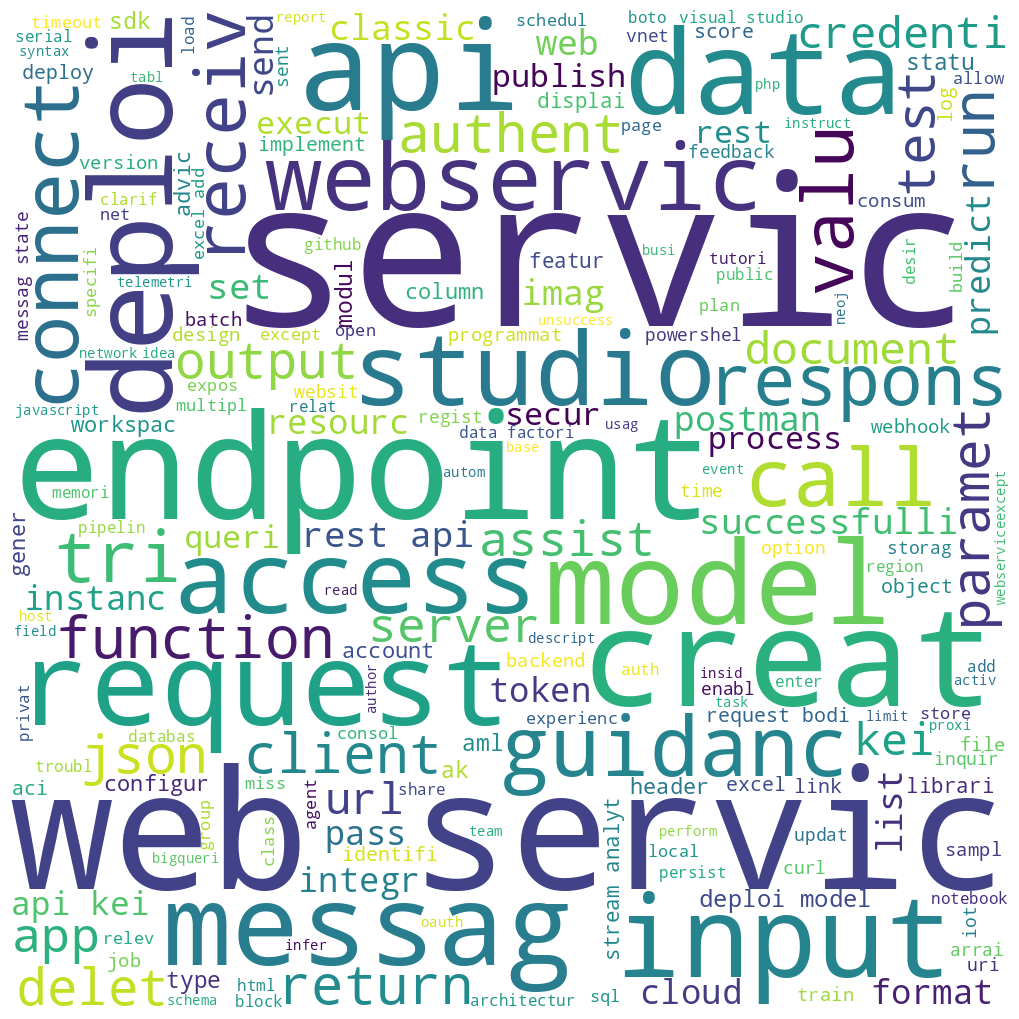 timeout
sdk
load
report
classic
schedul
boto
visual studio
credenti
serial
syntax
deploi
receiv
send
sent
api
web
vnet
score
data
statu
deploy
tabl
publish
php
allow
displai
log
connect
execut
authent
page
rest
instruct
test
run
implement
feedback
valu
version
advic
excel add
webservic
consum
predict
clarif
net
servic
messag state
specifi
github
busi
tutori
desir
build
telemetri
set
modul
column
featur
imag
public
plan
neoj
batch
open
unsuccess
design
except
programmat
powershel
network
idea
output
studio
document
expos
websit
respons
javascript
multipl
relat
workspac
resourc
regist
secur
usag
postman
webhook
paramet
data factori
process
endpoint
base
call
autom
event
memori
time
pipelin
queri
rest api
assist
successfulli
gener
tri
access
model
option
storag
region
webserviceexcept
instanc
read
object
host
function
server
descript
field
account
creat
request
author
backend
auth
insid
add
token
enabl
enter
activ
task
privat
experienc
request bodi
limit
store
databas
consol
proxi
json
client
aml
guidanc
kei
file
troubl
inquir
aci
configur
miss
ak
header
excel
link
librari
agent
url
share
web servic
group
class
pass
team
perform
updat
list
sampl
bigqueri
identifi
stream analyt
local
integr
persist
curl
api kei
messag
deploi model
notebook
oauth
input
iot
arrai
app
relev
infer
job
uri
delet
type
html
return
cloud
train
format
schema
block
architectur
sql